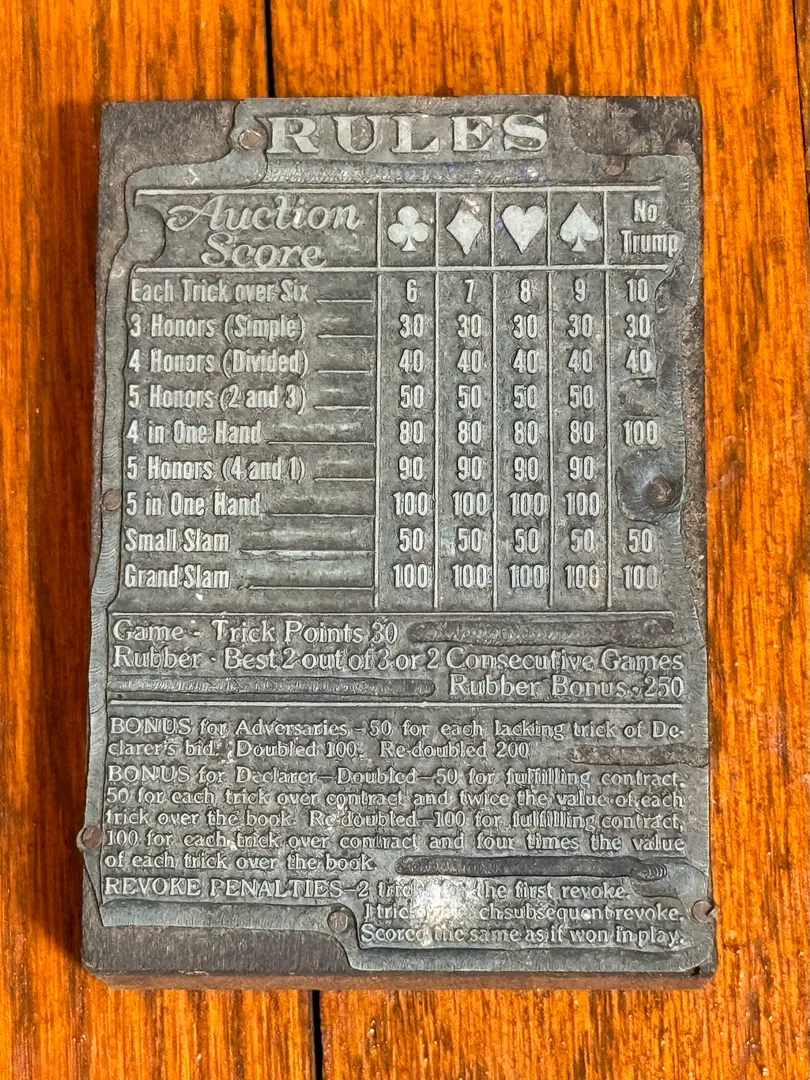 RULES
Auction Score ♣ ♦ ♥ ♠ No Trump
Each Trick over Six 6 7 8 9 10
3 Honors (Simple) 30 30 30 30 30
4 Honors (Divided) 40 40 40 40 40
5 Honors (2 and 3) 50 50 50 50
4 in One Hand 80 80 80 80 100
5 Honors (4 and 1) 90 90 90 90
5 in One Hand 100 100 100 100
Small Slam 50 50 50 50 50
Grand Slam 100 100 100 100 100
Game - Trick Points 30
Rubber - Best 2 out of 3 or 2 Consecutive Games
Rubber Bonus - 250
BONUS for Adversaries - 50 for each lacking trick of De-
clarer's bid. Doubled 100. Re-doubled 200
BONUS for Declarer—Doubled—50 for fulfilling contract,
50 for each trick over contract and twice the value of each
trick over the book. Re-doubled—100 for fulfilling contract,
100 for each trick over contract and four times the value
of each trick over the book.
REVOKE PENALTIES—2 the first revoke.
1 subsequent revoke.
Scored the same as if won in play.